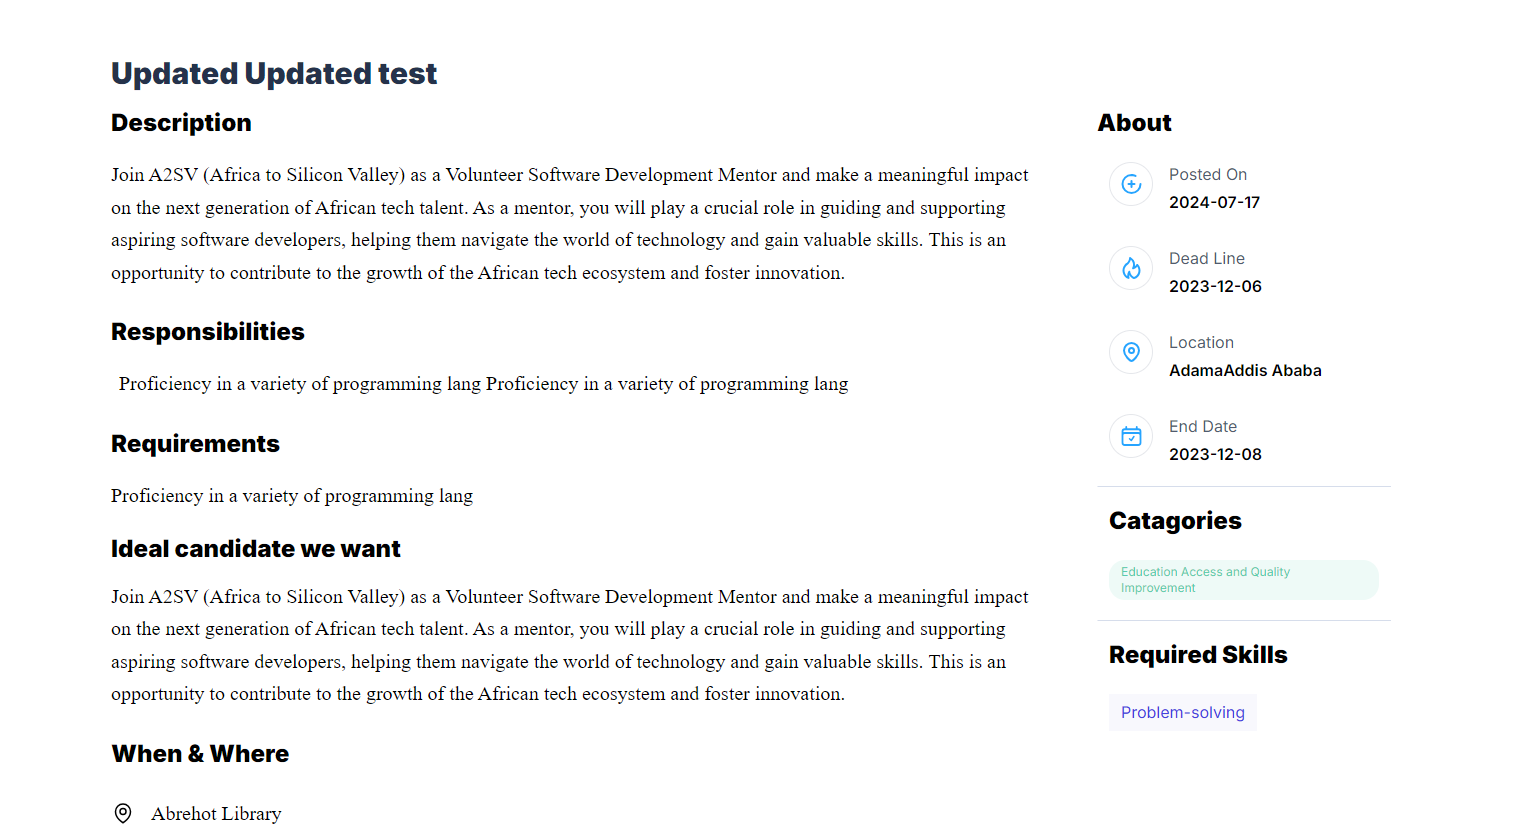 Updated Updated test
Description
Join A2SV (Africa to Silicon Valley) as a Volunteer Software Development Mentor and make a meaningful impact
on the next generation of African tech talent. As a mentor, you will play a crucial role in guiding and supporting
aspiring software developers, helping them navigate the world of technology and gain valuable skills. This is an
opportunity to contribute to the growth of the African tech ecosystem and foster innovation.
Responsibilities
Proficiency in a variety of programming lang Proficiency in a variety of programming lang
Requirements
Proficiency in a variety of programming lang
Ideal candidate we want
Join A2SV (Africa to Silicon Valley) as a Volunteer Software Development Mentor and make a meaningful impact
on the next generation of African tech talent. As a mentor, you will play a crucial role in guiding and supporting
aspiring software developers, helping them navigate the world of technology and gain valuable skills. This is an
opportunity to contribute to the growth of the African tech ecosystem and foster innovation.
When & Where
Abrehot Library
About
Posted On
2024-07-17
Dead Line
2023-12-06
Location
AdamaAddis Ababa
End Date
2023-12-08
Catagories
Education Access and Quality
Improvement
Required Skills
Problem-solving